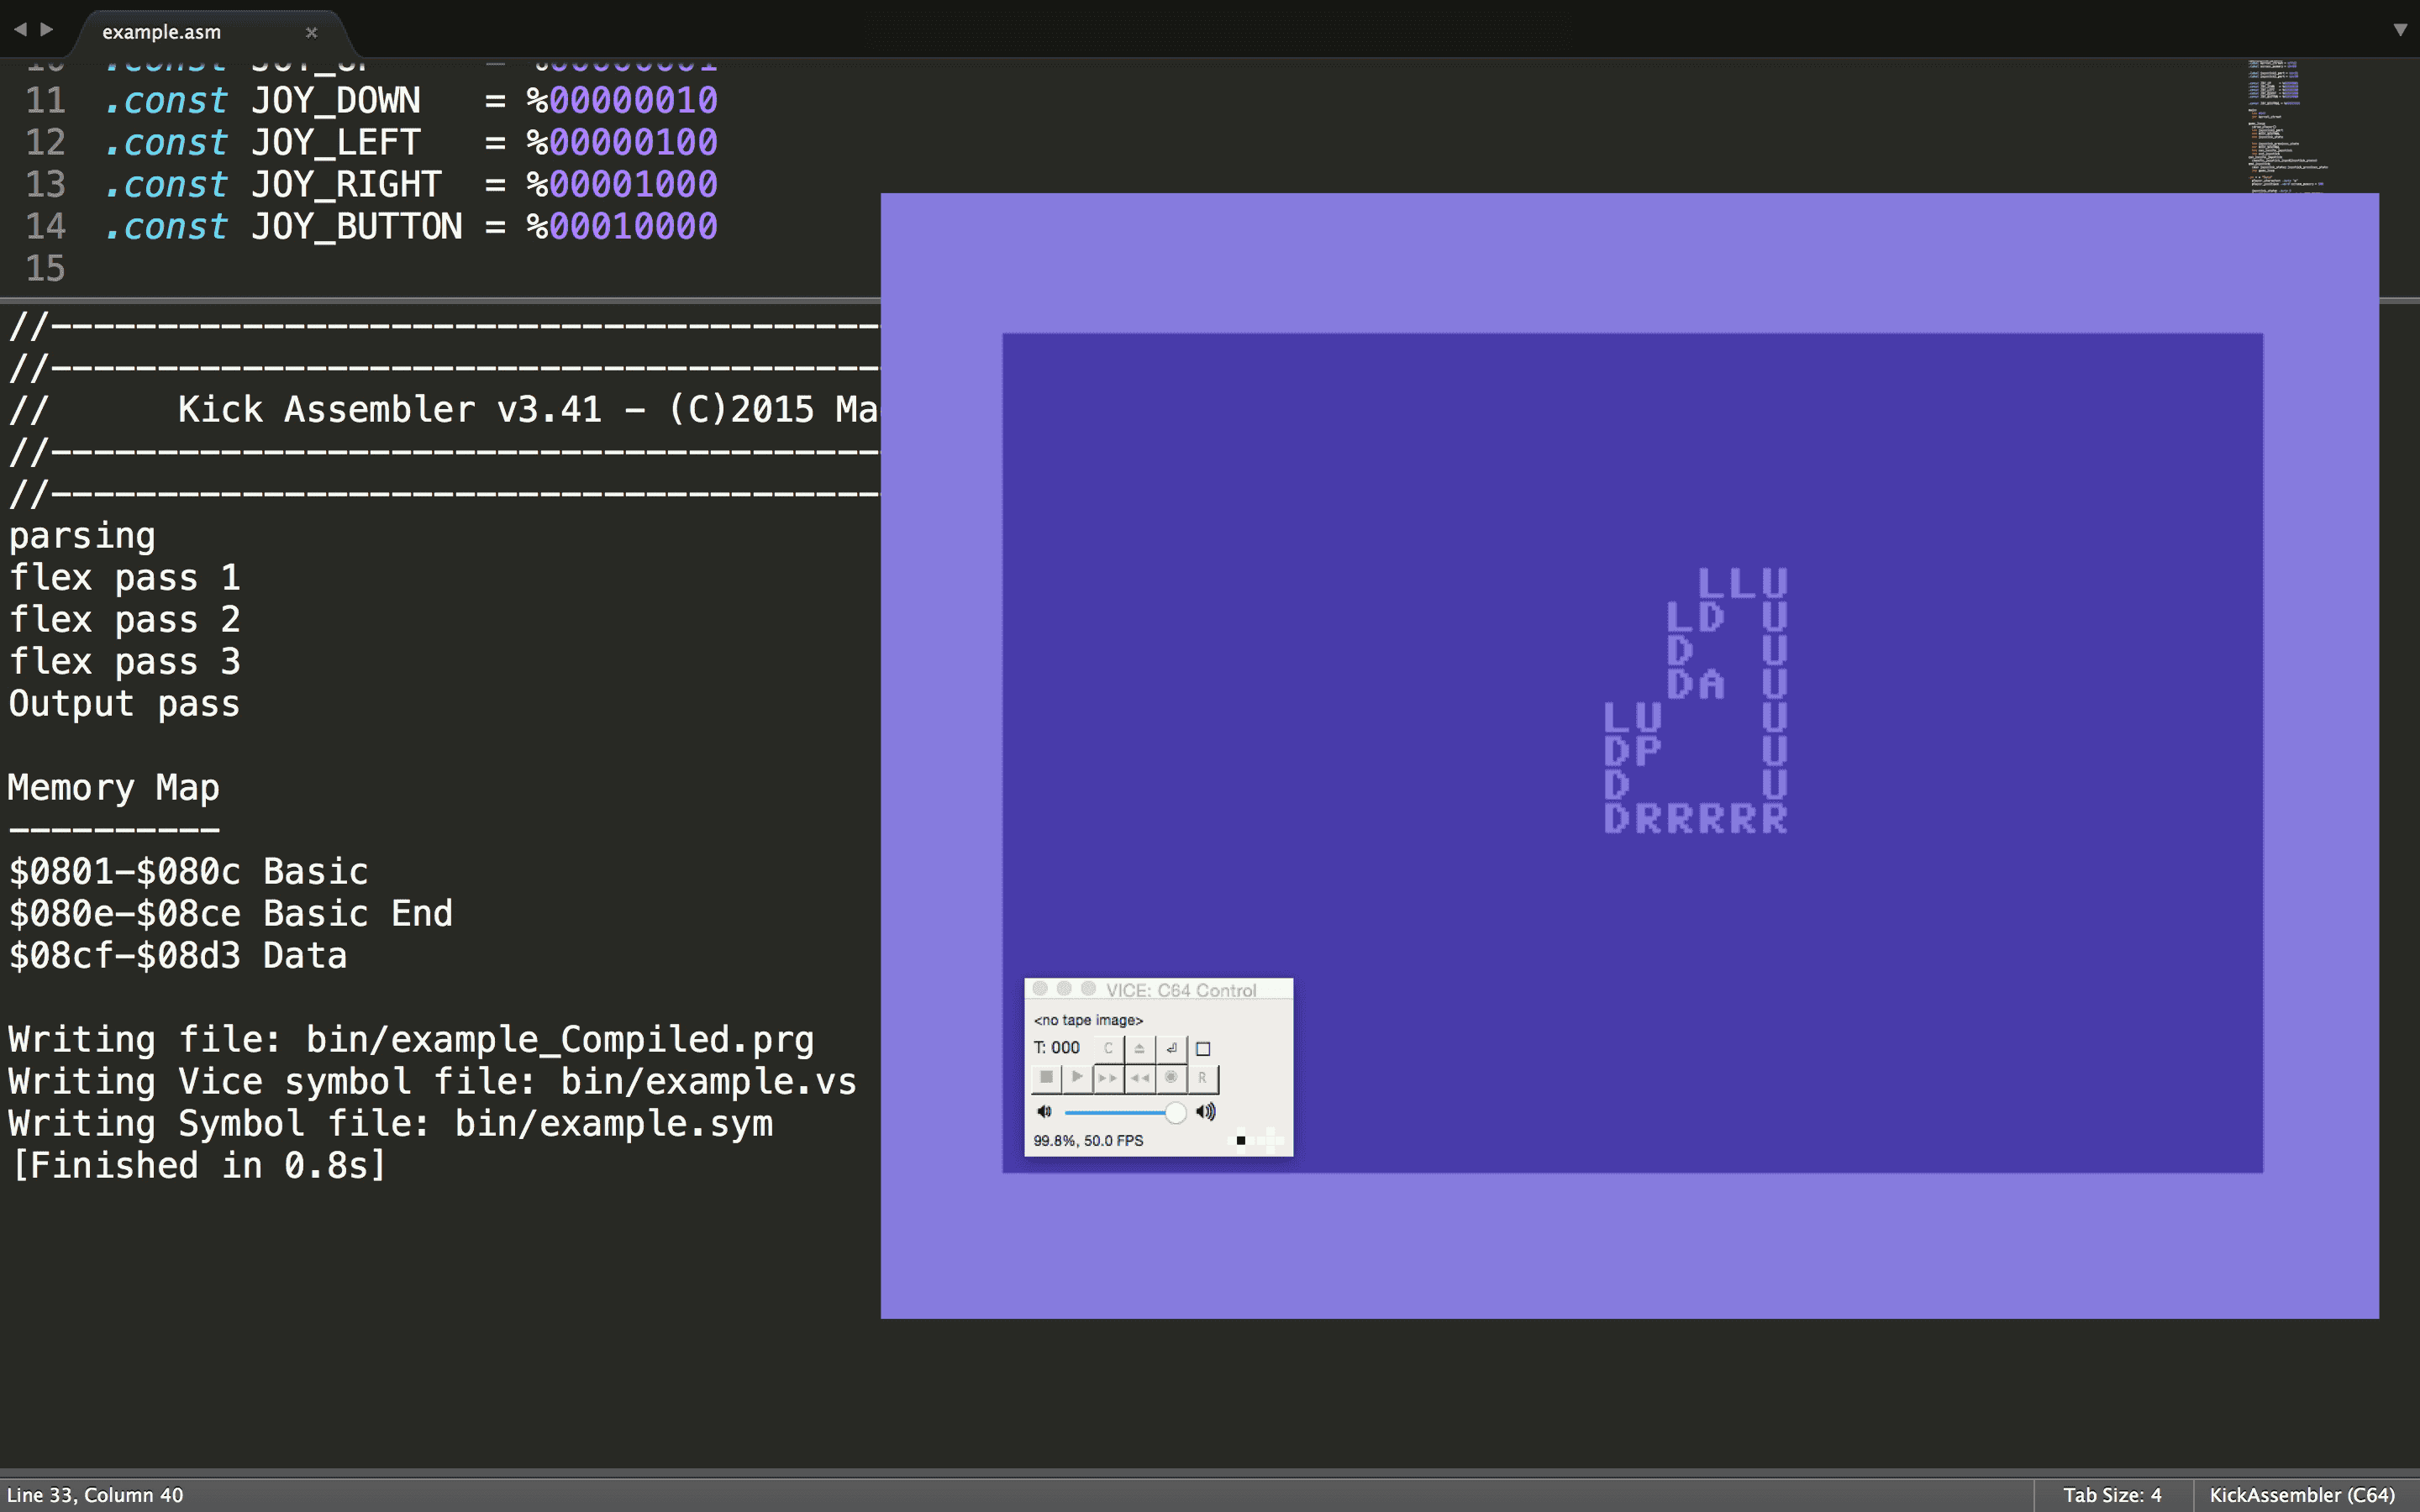 example.asm
10 .const JOY_UP = %00000001
11 .const JOY_DOWN = %00000010
12 .const JOY_LEFT = %00000100
13 .const JOY_RIGHT = %00001000
14 .const JOY_BUTTON = %00010000
15
//---------------------------------------
//---------------------------------------
// Kick Assembler v3.41 - (C)2015 Ma
//---------------------------------------
//---------------------------------------
parsing
flex pass 1
flex pass 2
flex pass 3
Output pass
Memory Map
----------
$0801-$080c Basic
$080e-$08ce Basic End
$08cf-$08d3 Data
Writing file: bin/example_Compiled.prg
Writing Vice symbol file: bin/example.vs
Writing Symbol file: bin/example.sym
[Finished in 0.8s]
LLU
LD U
D U
DA U
LU U
DP U
D U
DRRRRR
VICE: C64 Control
<no tape image>
T: 000 C
R
99.8%, 50.0 FPS
Line 33, Column 40
Tab Size: 4
KickAssembler (C64)